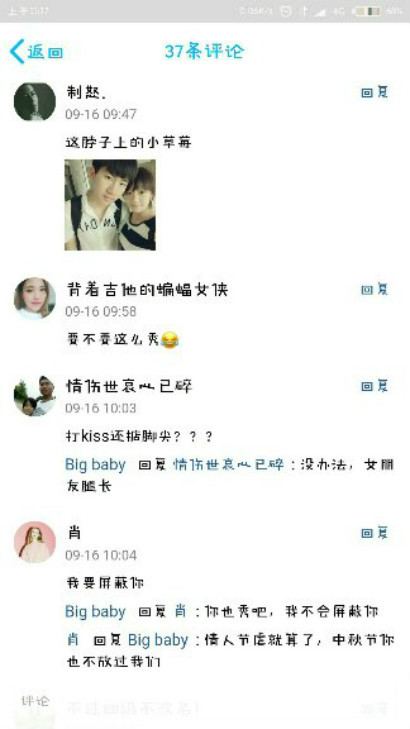 上午11:17
4G
60%
返回
37条评论
制怒.
回复
09-16 09:47
这脖子上的小草莓
背着吉他的蝙蝠女侠
回复
09-16 09:58
要不要这么秀😂
情伤世哀心已碎
回复
09-16 10:03
打kiss还掂脚尖？？？
Big baby 回复 情伤世哀心已碎：没办法，女朋
友腿长
肖
回复
09-16 10:04
我要屏蔽你
Big baby 回复 肖：你也秀吧，我不会屏蔽你
肖 回复 Big baby：情人节虐就算了，中秋节你
也不放过我们
评论